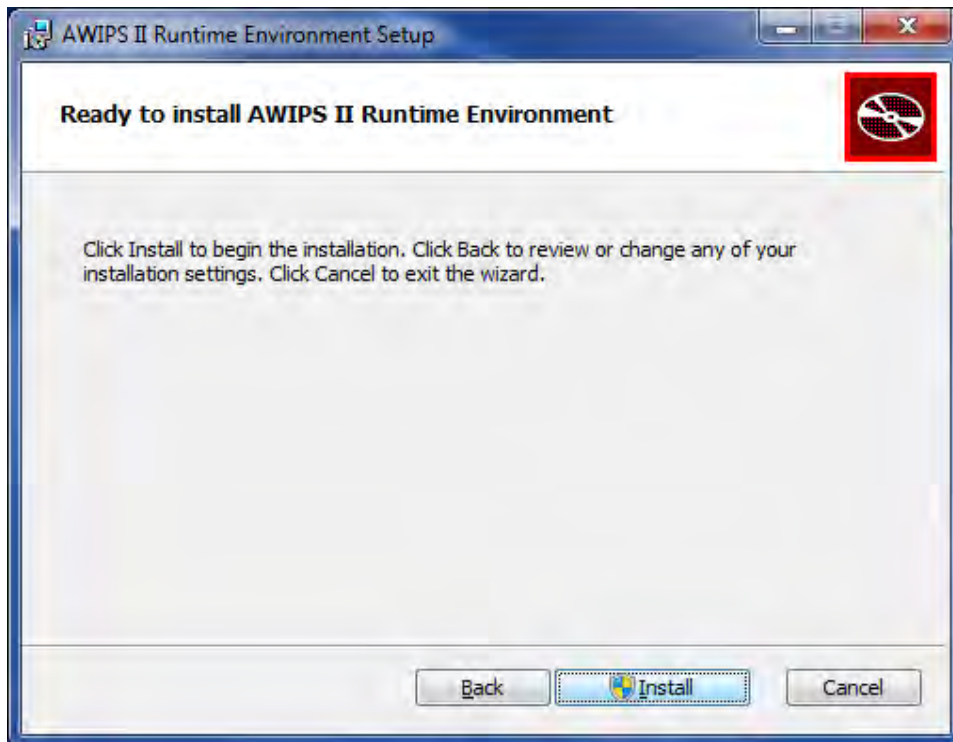 AWIPS II Runtime Environment Setup
Ready to install AWIPS II Runtime Environment
Click Install to begin the installation. Click Back to review or change any of your
installation settings. Click Cancel to exit the wizard.
Back Install Cancel